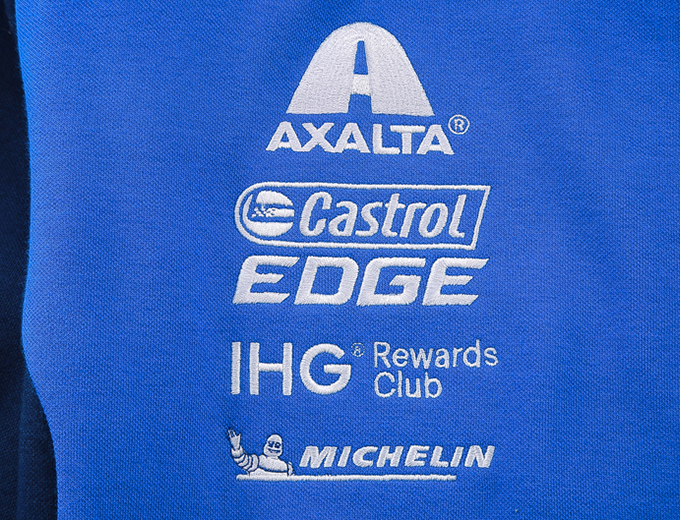 AXALTA®
Castrol
EDGE
IHG® Rewards
Club
MICHELIN